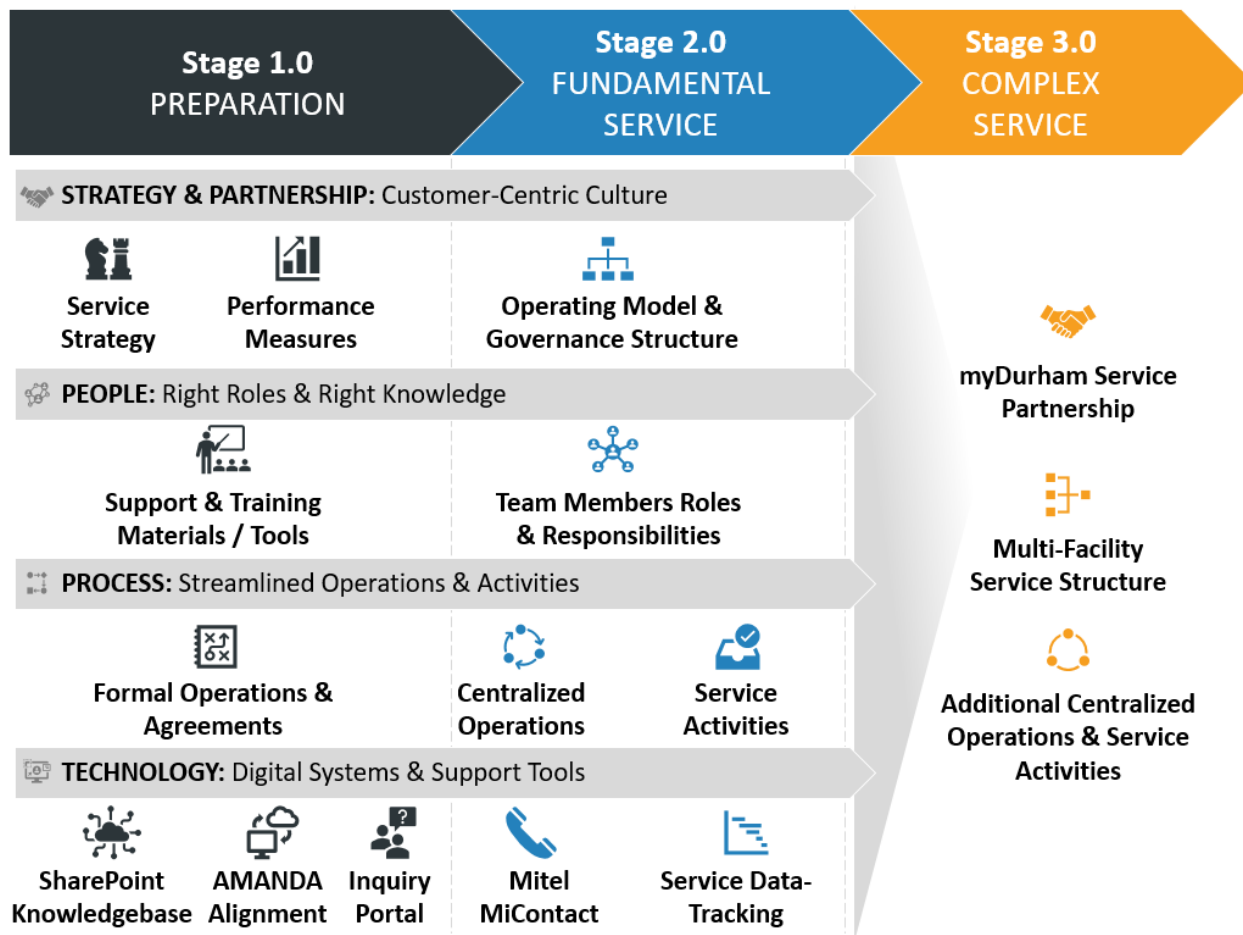 Stage 1.0
PREPARATION
Stage 2.0
FUNDAMENTAL
SERVICE
Stage 3.0
COMPLEX
SERVICE
STRATEGY & PARTNERSHIP: Customer-Centric Culture
Service
Strategy
Performance
Measures
Operating Model &
Governance Structure
PEOPLE: Right Roles & Right Knowledge
Support & Training
Materials / Tools
Team Members Roles
& Responsibilities
PROCESS: Streamlined Operations & Activities
Formal Operations &
Agreements
Centralized
Operations
Service
Activities
TECHNOLOGY: Digital Systems & Support Tools
SharePoint
Knowledgebase
AMANDA
Alignment
?
Inquiry
Portal
Mitel
MiContact
Service Data-
Tracking
myDurham Service
Partnership
Multi-Facility
Service Structure
Additional Centralized
Operations & Service
Activities